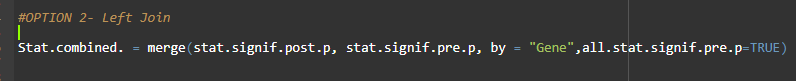 #OPTION 2- Left Join
Stat.combined. = merge(stat.signif.post.p, stat.signif.pre.p, by = "Gene",all.stat.signif.pre.p=TRUE)